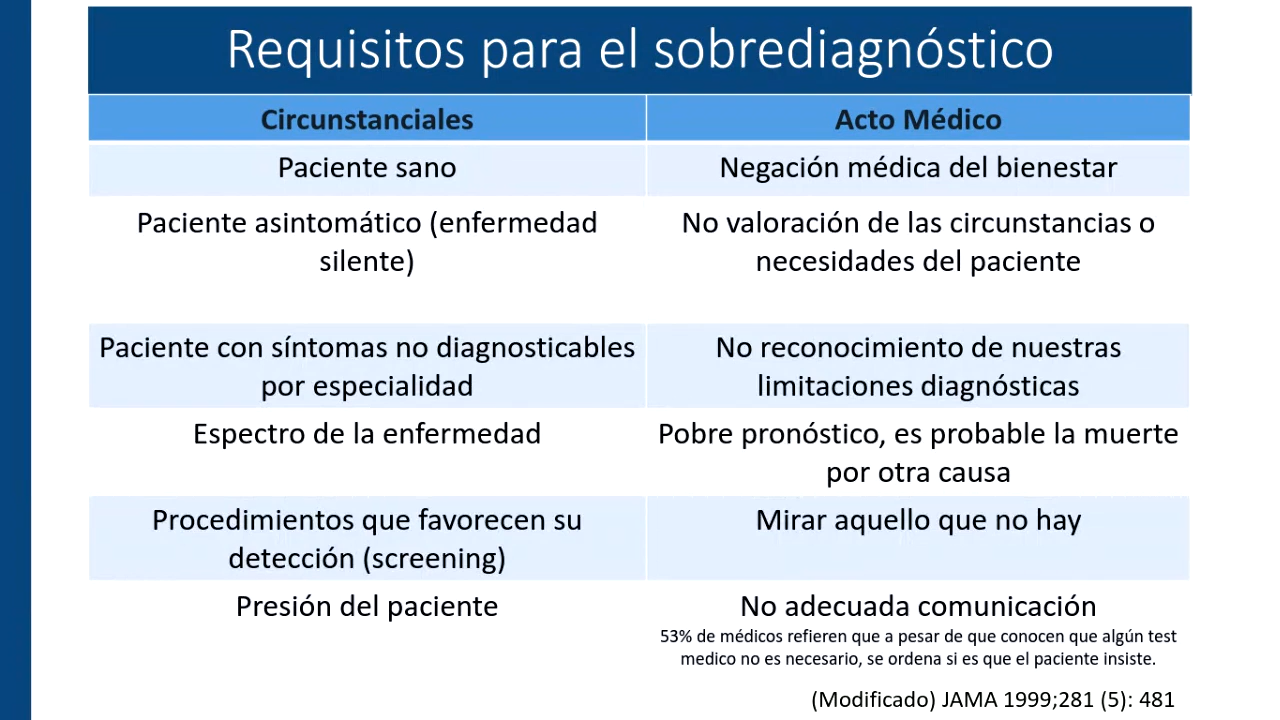 Requisitos para el sobrediagnóstico
Circunstanciales
Acto Médico
Paciente sano
Negación médica del bienestar
Paciente asintomático (enfermedad
silente)
No valoración de las circunstancias o
necesidades del paciente
Paciente con síntomas no diagnosticables
por especialidad
No reconocimiento de nuestras
limitaciones diagnósticas
Espectro de la enfermedad
Pobre pronóstico, es probable la muerte
por otra causa
Procedimientos que favorecen su
detección (screening)
Mirar aquello que no hay
Presión del paciente
No adecuada comunicación
53% de médicos refieren que a pesar de que conocen que algún test
medico no es necesario, se ordena si es que el paciente insiste.
(Modificado) JAMA 1999;281 (5): 481